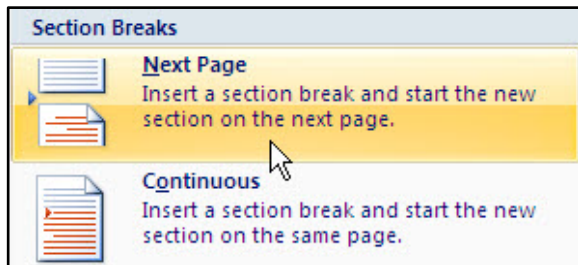 Section Breaks
Next Page
Insert a section break and start the new
section on the next page.
Continuous
Insert a section break and start the new
section on the same page.